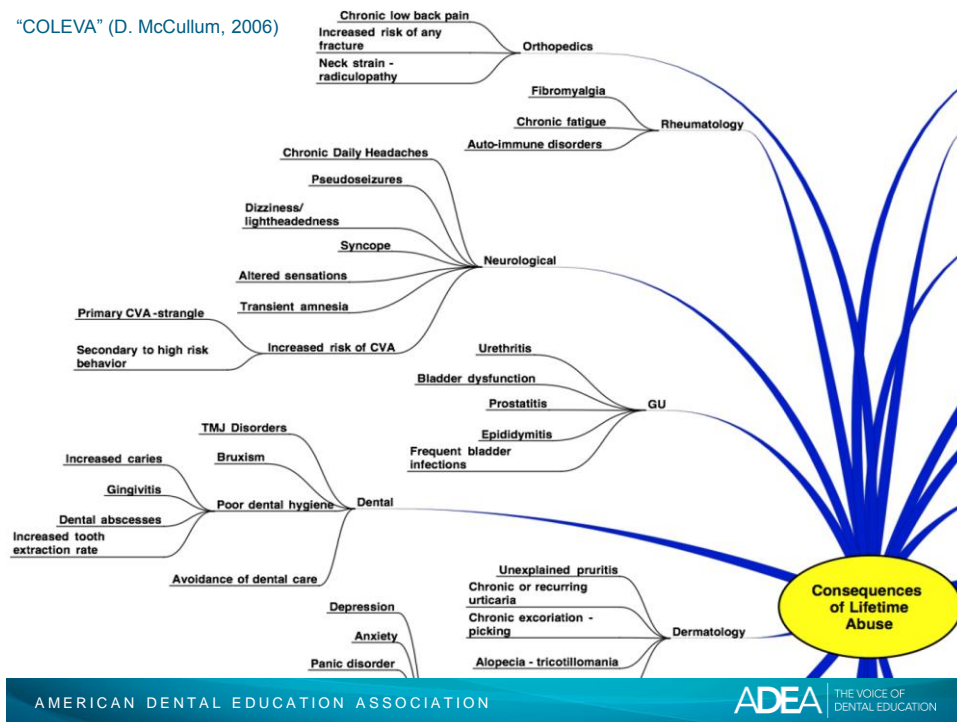 “COLEVA” (D. McCullum, 2006)
Chronic low back pain
Increased risk of any
fracture
Neck strain -
radiculopathy
Orthopedics
Fibromyalgia
Chronic fatigue
Auto-immune disorders
Rheumatology
Chronic Daily Headaches
Pseudoseizures
Dizziness/
lightheadedness
Syncope
Altered sensations
Transient amnesia
Increased risk of CVA
Primary CVA -strangle
Secondary to high risk
behavior
Neurological
Urethritis
Bladder dysfunction
Prostatitis
Epididymitis
Frequent bladder
infections
GU
TMJ Disorders
Bruxism
Poor dental hygiene
Increased caries
Gingivitis
Dental abscesses
Increased tooth
extraction rate
Avoidance of dental care
Dental
Unexplained pruritis
Chronic or recurring
urticaria
Chronic excoriation -
picking
Alopecia - tricotillomania
Dermatology
Depression
Anxiety
Panic disorder
Consequences
of Lifetime
Abuse
AMERICAN DENTAL EDUCATION ASSOCIATION
ADEA
THE VOICE OF
DENTAL EDUCATION